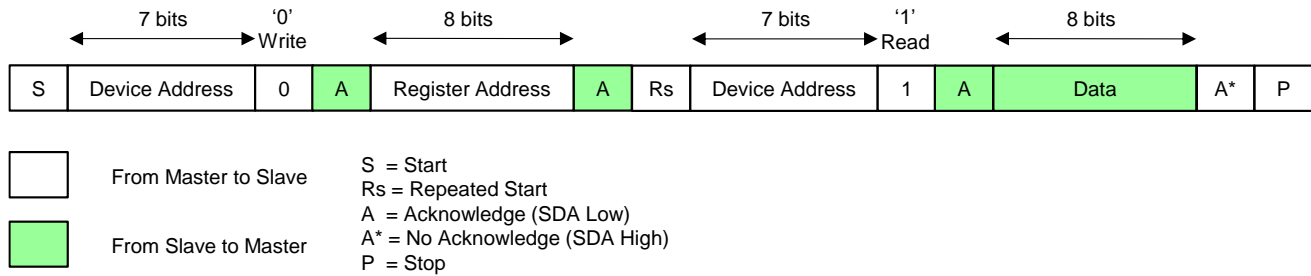 7 bits ‘0’ Write 8 bits 7 bits ‘1’ Read 8 bits
S Device Address 0 A Register Address A Rs Device Address 1 A Data A* P
From Master to Slave
From Slave to Master
S = Start
Rs = Repeated Start
A = Acknowledge (SDA Low)
A* = No Acknowledge (SDA High)
P = Stop